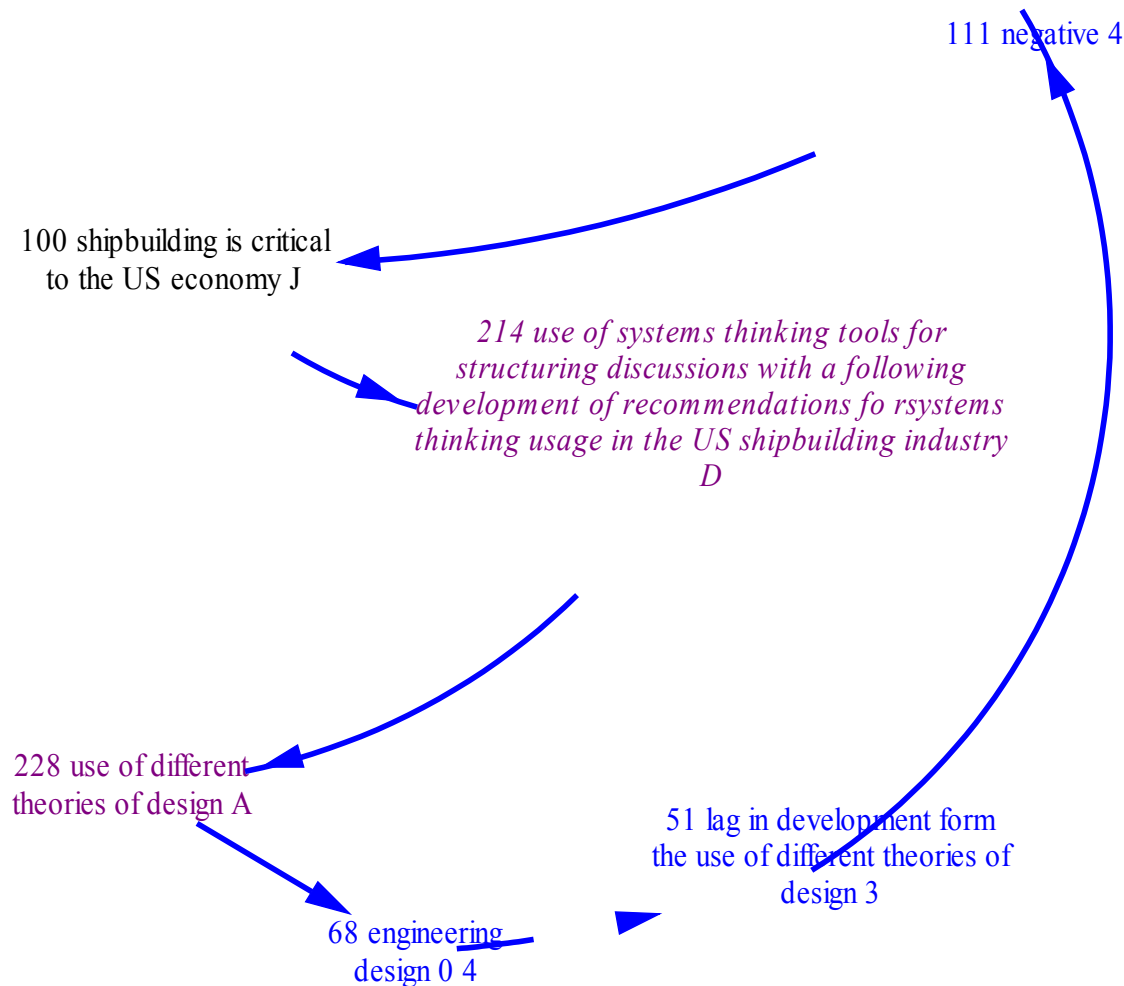 111 negative 4
100 shipbuilding is critical
to the US economy J
214 use of systems thinking tools for
structuring discussions with a following
development of recommendations fo rsystems
thinking usage in the US shipbuilding industry
D
228 use of different
theories of design A
51 lag in development form
the use of different theories of
design 3
68 engineering
design 0 4